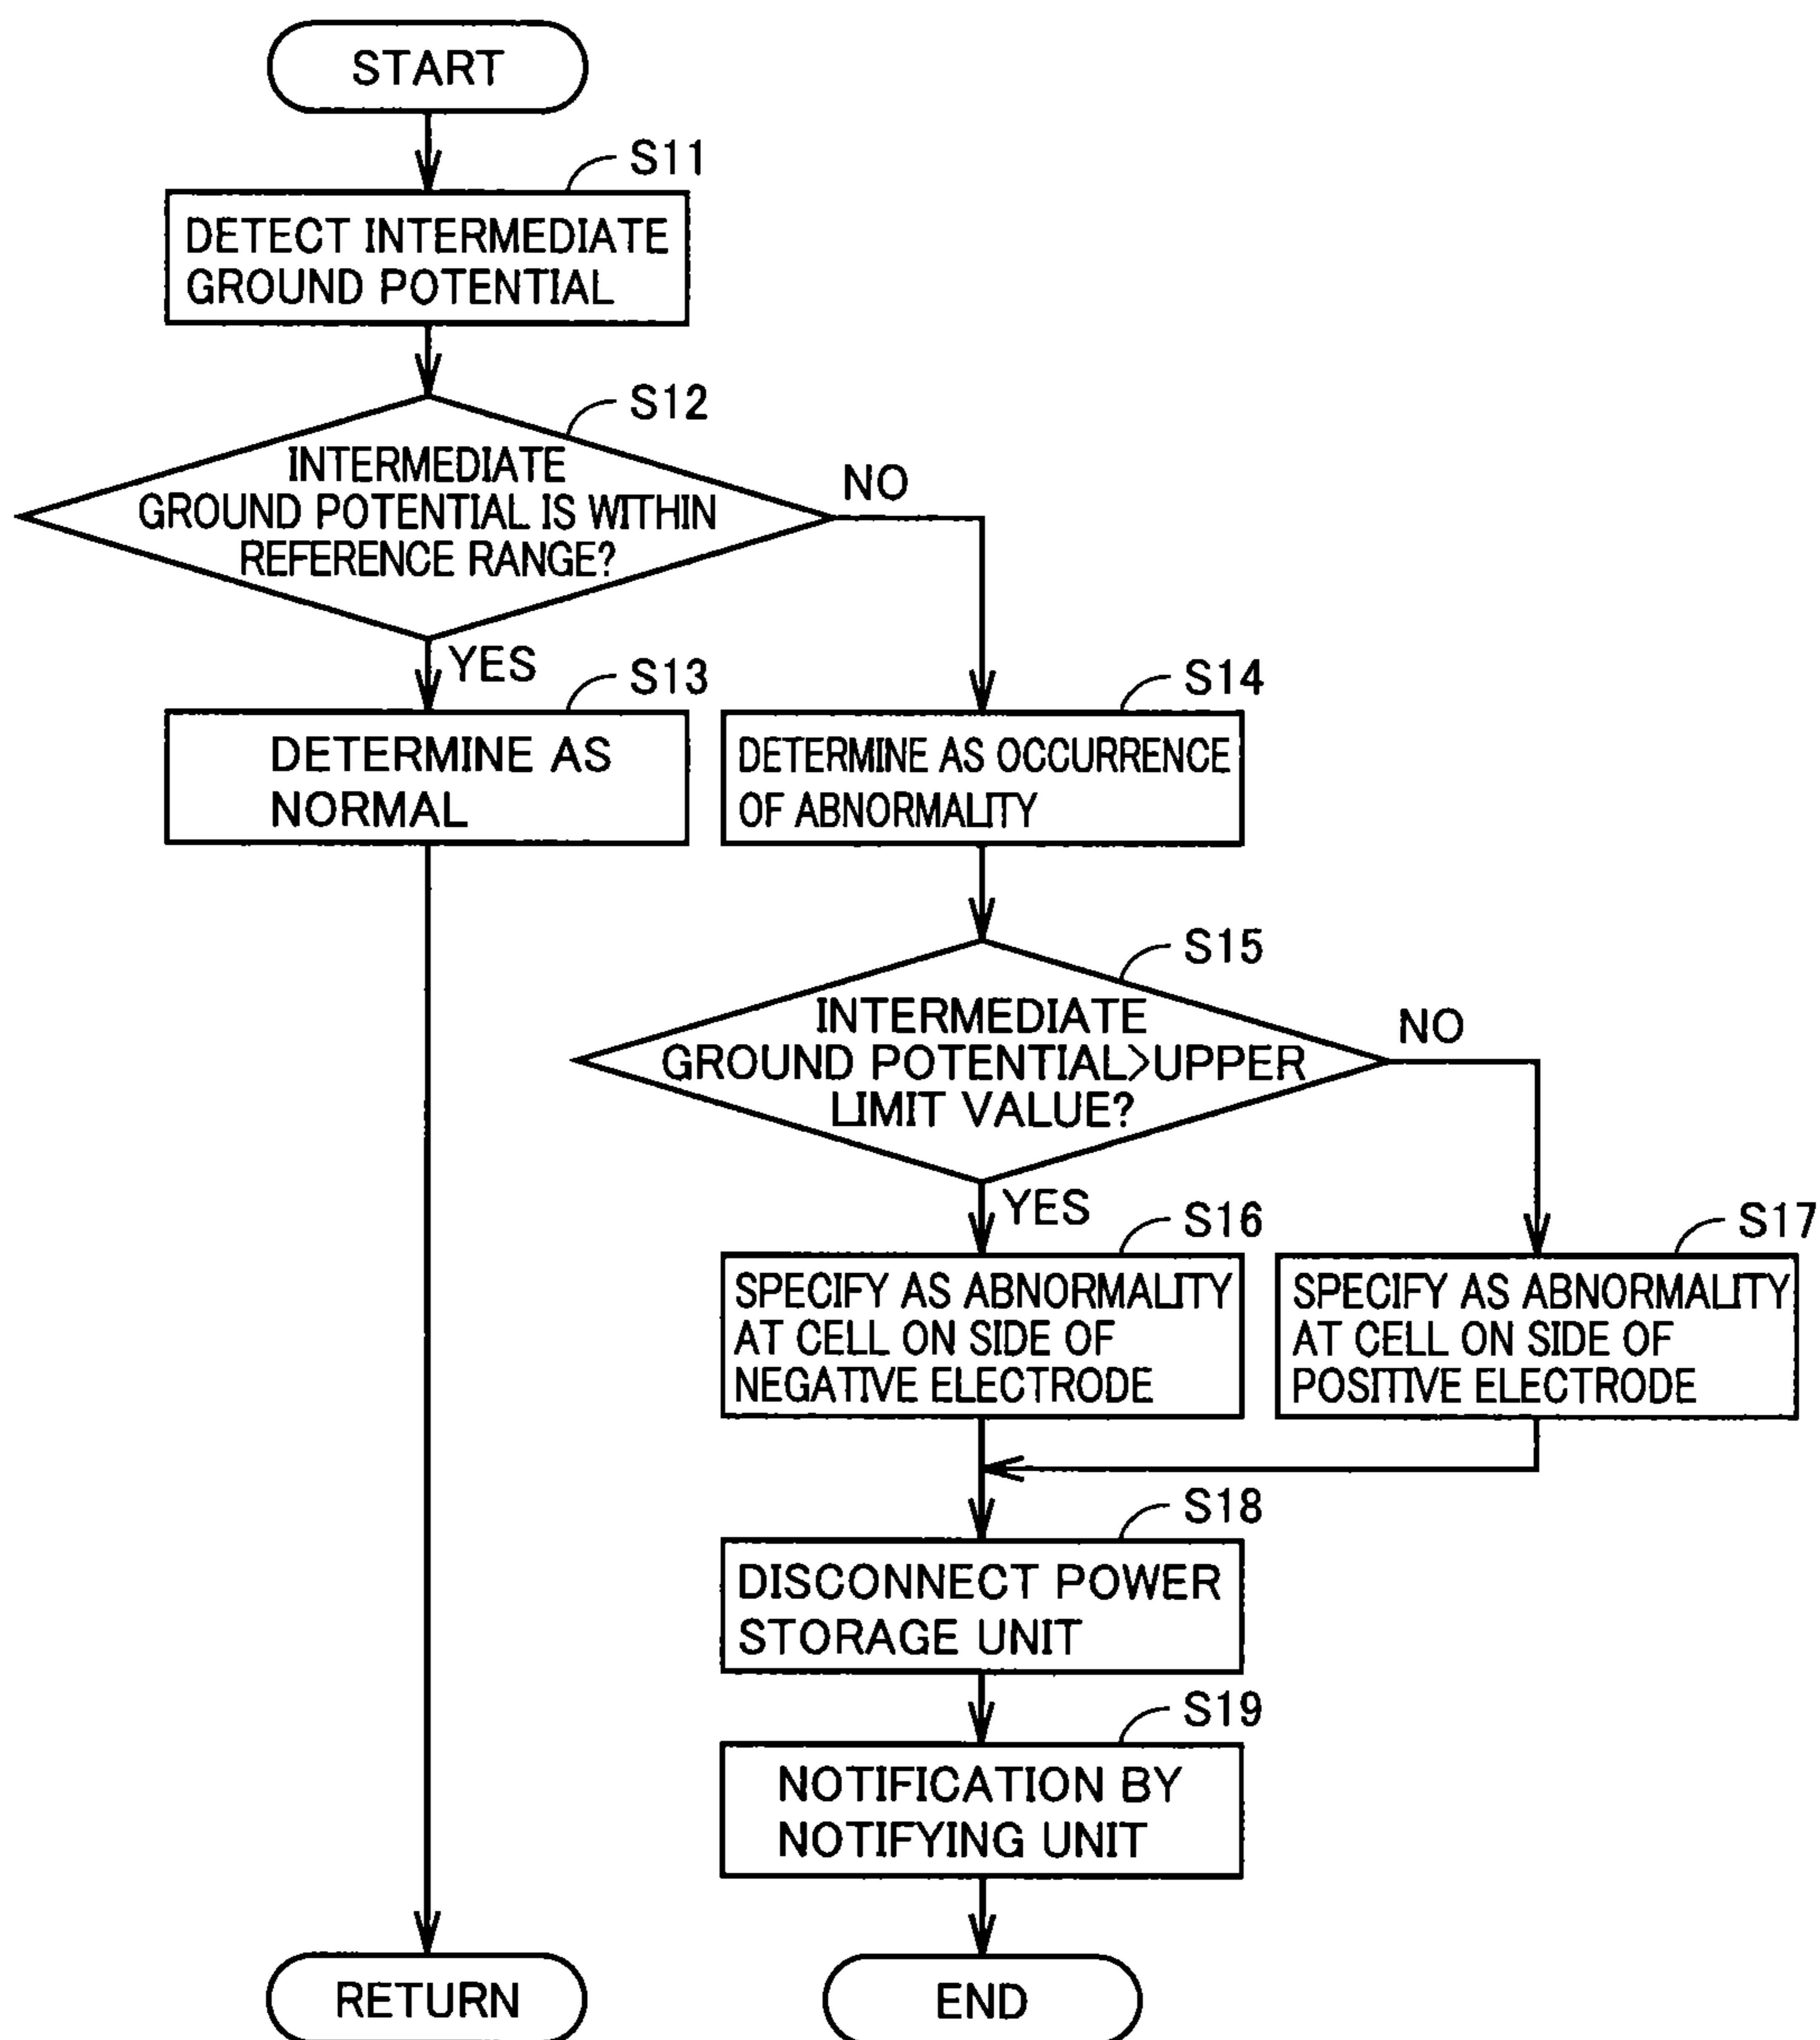 START
S11
DETECT INTERMEDIATE
GROUND POTENTIAL
S12
INTERMEDIATE
GROUND POTENTIAL IS WITHIN
REFERENCE RANGE?
NO
YES
S13
DETERMINE AS
NORMAL
S14
DETERMINE AS OCCURRENCE
OF ABNORMALITY
S15
INTERMEDIATE
GROUND POTENTIAL>UPPER
LIMIT VALUE?
NO
YES
S16
SPECIFY AS ABNORMALITY
AT CELL ON SIDE OF
NEGATIVE ELECTRODE
S17
SPECIFY AS ABNORMALITY
AT CELL ON SIDE OF
POSITIVE ELECTRODE
S18
DISCONNECT POWER
STORAGE UNIT
S19
NOTIFICATION BY
NOTIFYING UNIT
RETURN
END